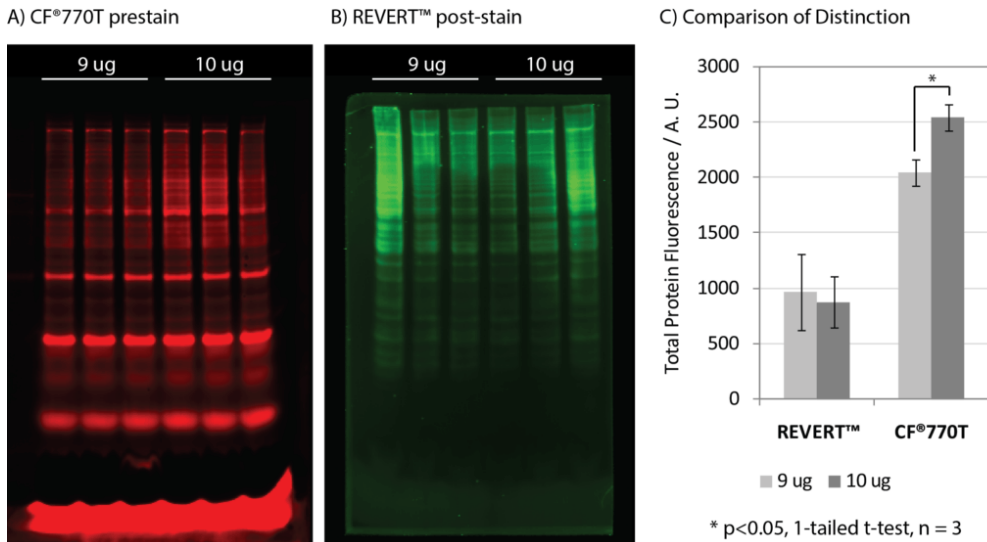 A) CF®770T prestain
9 ug 10 ug
B) REVERT™ post-stain
9 ug 10 ug
C) Comparison of Distinction
Total Protein Fluorescence / A. U.
3000
2500
2000
1500
1000
500
0
*
REVERT™ CF®770T
9 ug 10 ug
* p<0.05, 1-tailed t-test, n = 3